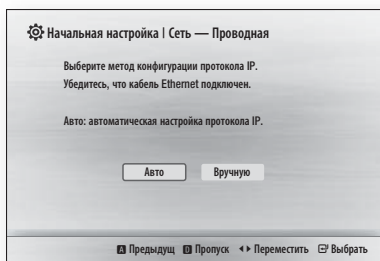 Начальная настройка | Сеть — Проводная
Выберите метод конфигурации протокола IP.
Убедитесь, что кабель Ethernet подключен.
Авто: автоматическая настройка протокола IP.
Авто Вручную
A Предыдущ D Пропуск Переместить Выбрать